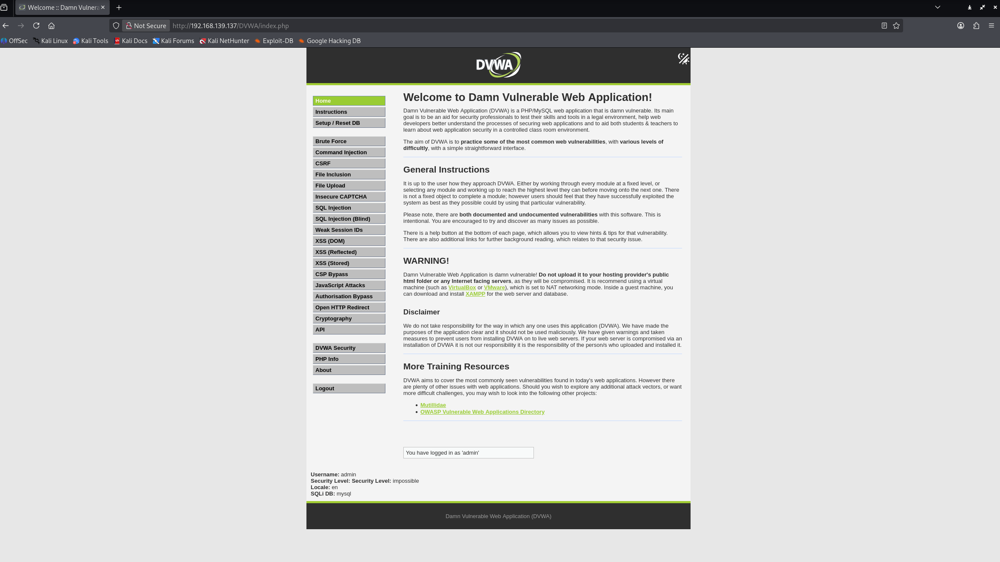 Welcome :: Damn Vulnera
Not Secure
http://192.168.139.137/DVWA/index.php
OffSec
Kali Linux
Kali Tools
Kali Docs
Kali Forums
Kali NetHunter
Exploit-DB
Google Hacking DB
DVWA
Home
Instructions
Setup / Reset DB
Brute Force
Command Injection
CSRF
File Inclusion
File Upload
Insecure CAPTCHA
SQL Injection
SQL Injection (Blind)
Weak Session IDs
XSS (DOM)
XSS (Reflected)
XSS (Stored)
CSP Bypass
JavaScript Attacks
Authorisation Bypass
Open HTTP Redirect
Cryptography
API
DVWA Security
PHP Info
About
Logout
Welcome to Damn Vulnerable Web Application!
Damn Vulnerable Web Application (DVWA) is a PHP/MySQL web application that is damn vulnerable. Its main
goal is to be an aid for security professionals to test their skills and tools in a legal environment, help web
developers better understand the processes of securing web applications and to aid both students & teachers to
learn about web application security in a controlled class room environment.
The aim of DVWA is to practice some of the most common web vulnerabilities, with various levels of
difficultly, with a simple straightforward interface.
General Instructions
It is up to the user how they approach DVWA. Either by working through every module at a fixed level, or
selecting any module and working up to reach the highest level they can before moving onto the next one. There
is not a fixed object to complete a module; however users should feel that they have successfully exploited the
system as best as they possible could by using that particular vulnerability.
Please note, there are both documented and undocumented vulnerabilities with this software. This is
intentional. You are encouraged to try and discover as many issues as possible.
There is a help button at the bottom of each page, which allows you to view hints & tips for that vulnerability.
There are also additional links for further background reading, which relates to that security issue.
WARNING!
Damn Vulnerable Web Application is damn vulnerable! Do not upload it to your hosting provider's public
html folder or any Internet facing servers, as they will be compromised. It is recommend using a virtual
machine (such as VirtualBox or VMware), which is set to NAT networking mode. Inside a guest machine, you
can download and install XAMPP for the web server and database.
Disclaimer
We do not take responsibility for the way in which any one uses this application (DVWA). We have made the
purposes of the application clear and it should not be used maliciously. We have given warnings and taken
measures to prevent users from installing DVWA on to live web servers. If your web server is compromised via an
installation of DVWA it is not our responsibility it is the responsibility of the person/s who uploaded and installed it.
More Training Resources
DVWA aims to cover the most commonly seen vulnerabilities found in today's web applications. However there
are plenty of other issues with web applications. Should you wish to explore any additional attack vectors, or want
more difficult challenges, you may wish to look into the following other projects:
• Mutillidae
• OWASP Vulnerable Web Applications Directory
You have logged in as 'admin'
Username: admin
Security Level: Security Level: impossible
Locale: en
SQLi DB: mysql
Damn Vulnerable Web Application (DVWA)